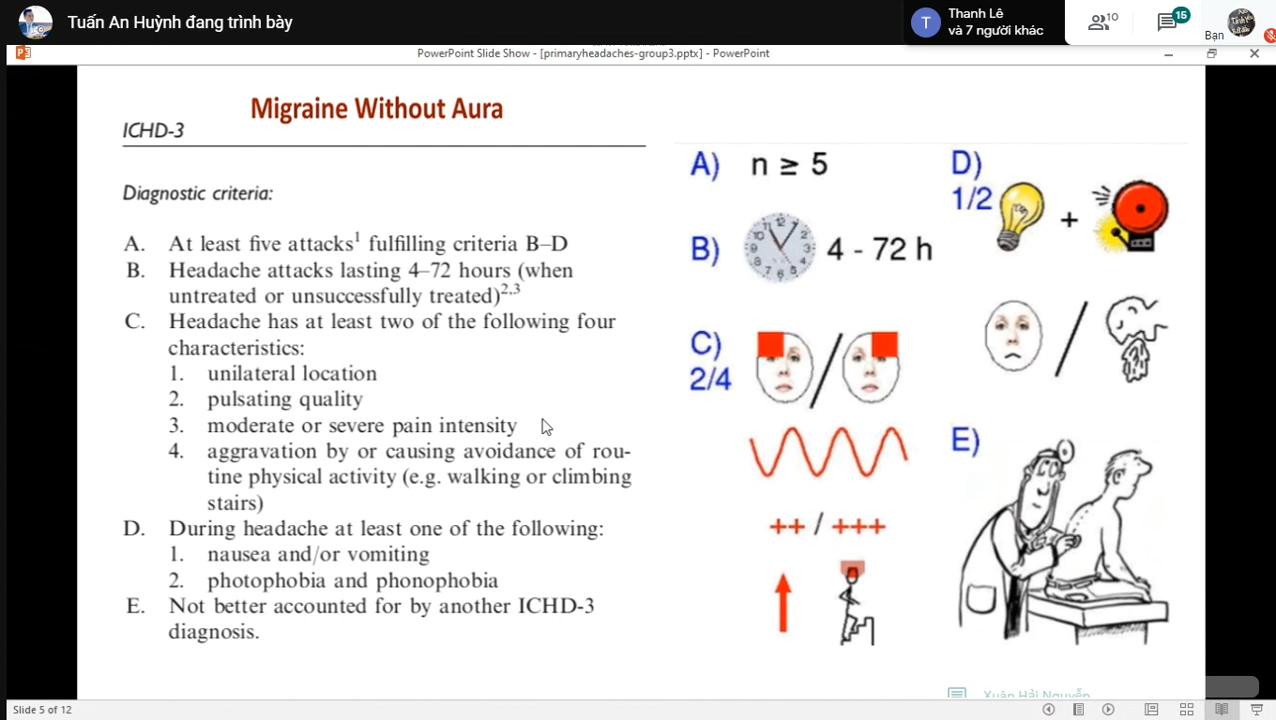 Tuấn An Huỳnh đang trình bày
T
Thanh Lê
và 7 người khác
10
15
Bạn
PowerPoint Slide Show - [primaryheadaches-group3.pptx] - PowerPoint
Migraine Without Aura
ICHD-3
Diagnostic criteria:
A. At least five attacks¹ fulfilling criteria B–D
B. Headache attacks lasting 4–72 hours (when
untreated or unsuccessfully treated)²,³
C. Headache has at least two of the following four
characteristics:
1. unilateral location
2. pulsating quality
3. moderate or severe pain intensity
4. aggravation by or causing avoidance of rou-
tine physical activity (e.g. walking or climbing
stairs)
D. During headache at least one of the following:
1. nausea and/or vomiting
2. photophobia and phonophobia
E. Not better accounted for by another ICHD-3
diagnosis.
A) n ≥ 5
B) 4 - 72 h
C)
2/4
++ / +++
D)
1/2
+
/
E)
Xuân Hải Nguyễn
Slide 5 of 12